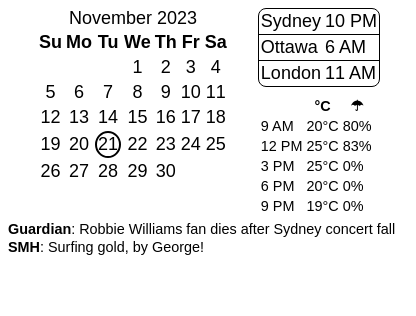 November 2023
Su Mo Tu We Th Fr Sa
1 2 3 4
5 6 7 8 9 10 11
12 13 14 15 16 17 18
19 20 21 22 23 24 25
26 27 28 29 30
Sydney 10 PM
Ottawa 6 AM
London 11 AM
°C ☂
9 AM 20°C 80%
12 PM 25°C 83%
3 PM 25°C 0%
6 PM 20°C 0%
9 PM 19°C 0%
Guardian: Robbie Williams fan dies after Sydney concert fall
SMH: Surfing gold, by George!